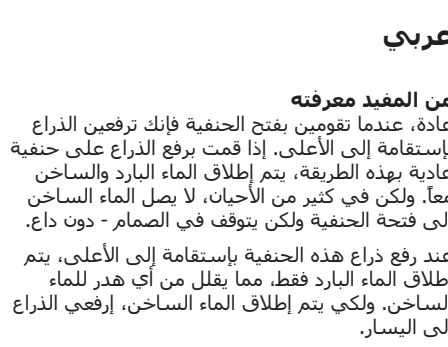 عربي
من المفيد معرفته
عادة، عندما تقومين بفتح الحنفية فإنك ترفعين الذراع
بإستقامة إلى الأعلى. إذا قمت برفع الذراع على حنفية
عادية بهذه الطريقة، يتم إطلاق الماء البارد والساخن
معاً. ولكن في كثير من الأحيان، لا يصل الماء الساخن
إلى فتحة الحنفية ولكن يتوقف في الصمام - دون داع.
عند رفع ذراع هذه الحنفية بإستقامة إلى الأعلى، يتم
إطلاق الماء البارد فقط، مما يقلل من أي هدر للماء
الساخن. ولكي يتم إطلاق الماء الساخن، إرفعي الذراع
إلى اليسار.